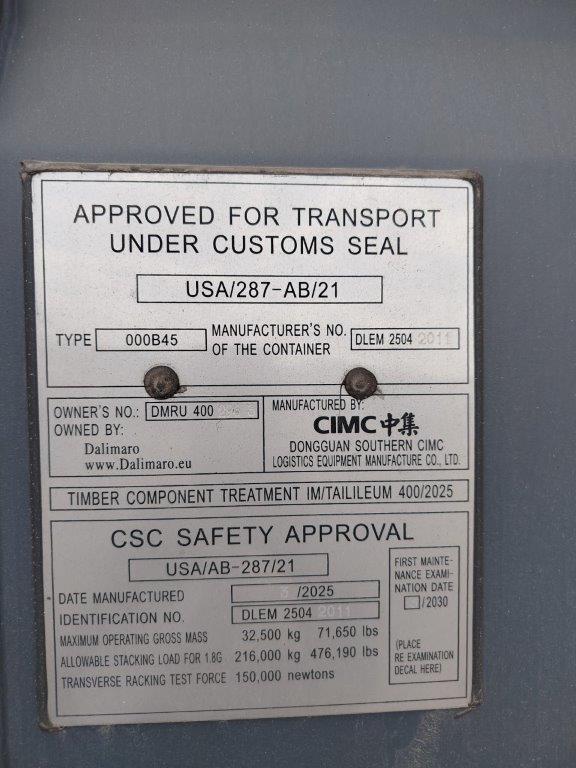 APPROVED FOR TRANSPORT
UNDER CUSTOMS SEAL
USA/287-AB/21
TYPE 000B45
MANUFACTURER'S NO.
OF THE CONTAINER
DLEM 2504 2011
OWNER'S NO.: DMRU 400
OWNED BY:
Dalimaro
www.Dalimaro.eu
MANUFACTURED BY:
CIMC中集
DONGGUAN SOUTHERN CIMC
LOGISTICS EQUIPMENT MANUFACTURE CO., LTD.
TIMBER COMPONENT TREATMENT IM/TAILILEUM 400/2025
CSC SAFETY APPROVAL
USA/AB-287/21
DATE MANUFACTURED 3/2025
IDENTIFICATION NO. DLEM 2504 2011
MAXIMUM OPERATING GROSS MASS 32,500 kg 71,650 lbs
ALLOWABLE STACKING LOAD FOR 1.8G 216,000 kg 476,190 lbs
TRANSVERSE RACKING TEST FORCE 150,000 newtons
FIRST MAINTE-
NANCE EXAMI-
NATION DATE
/2030
(PLACE
RE EXAMINATION
DECAL HERE)